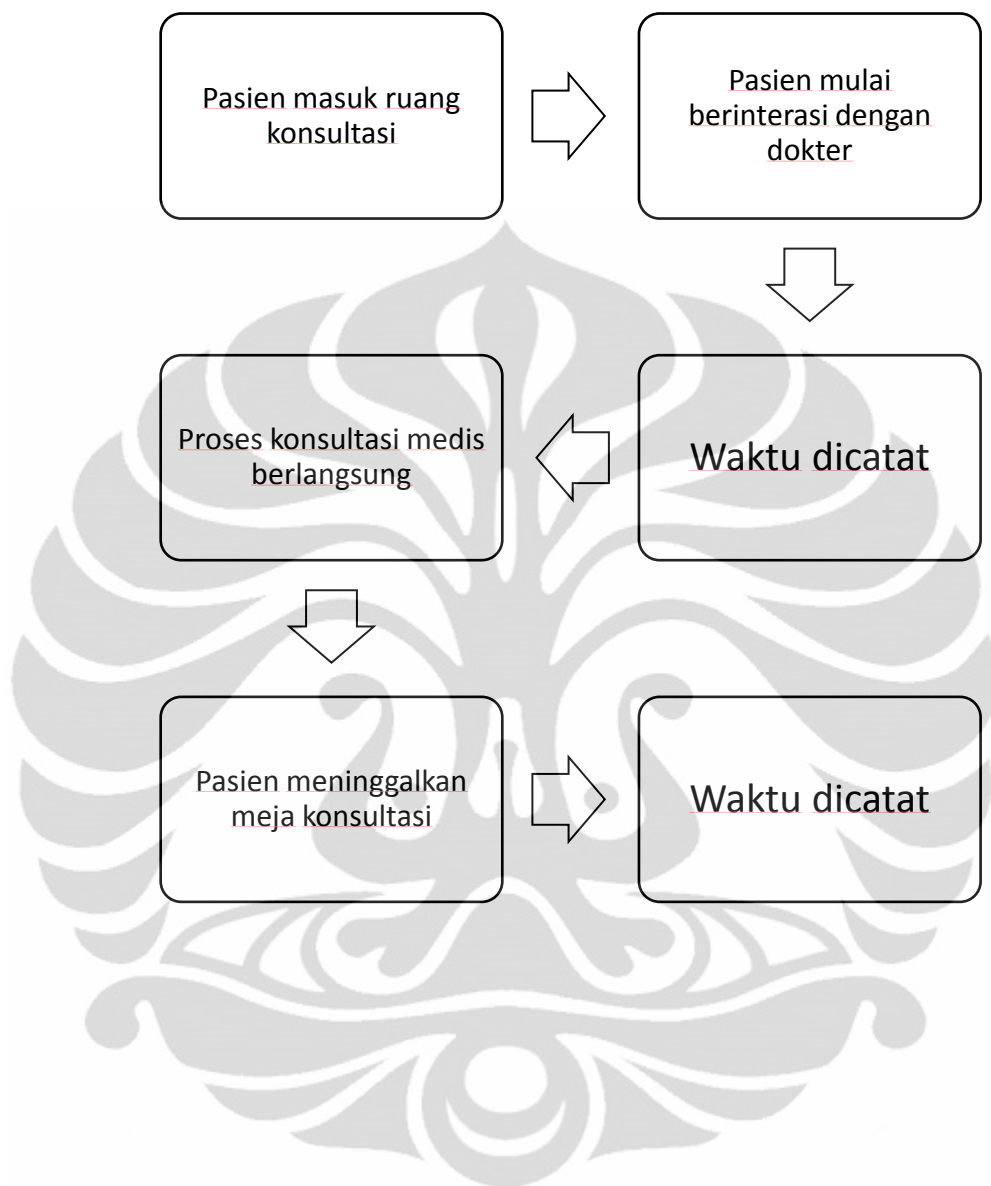 Pasien masuk ruang
konsultasi
Pasien mulai
berinterasi dengan
dokter
Waktu dicatat
Proses konsultasi medis
berlangsung
Pasien meninggalkan
meja konsultasi
Waktu dicatat